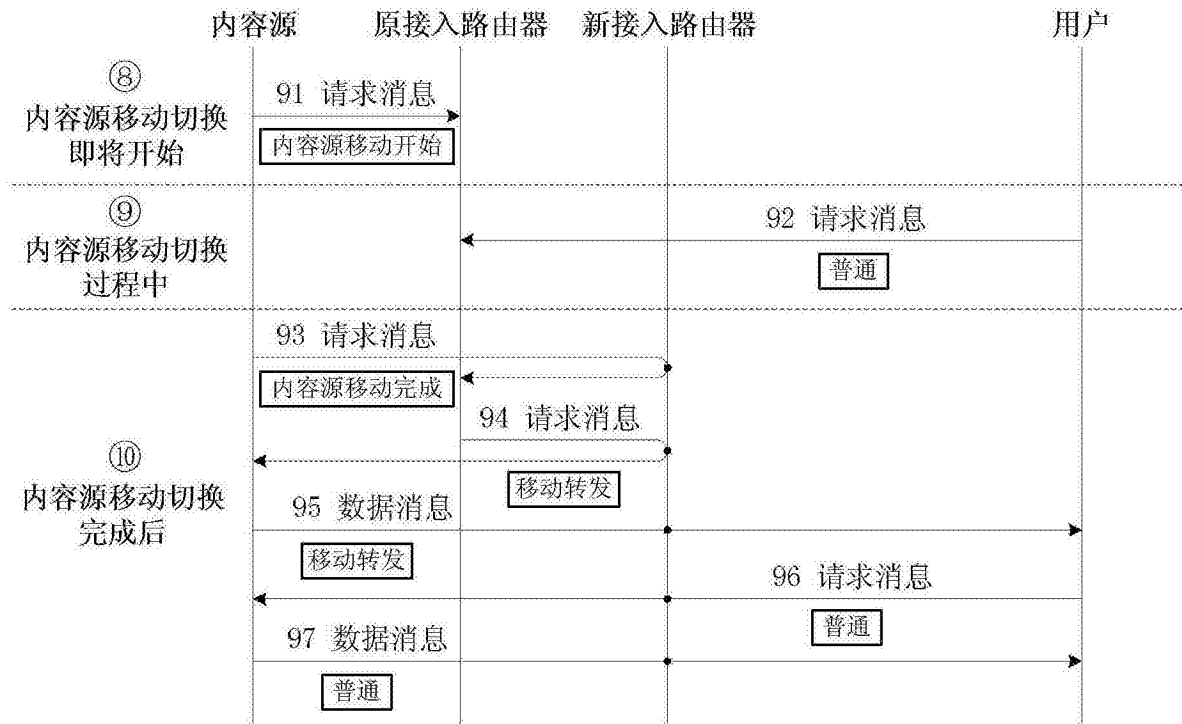 内容源 原接入路由器 新接入路由器 用户
⑧
内容源移动切换
即将开始
91 请求消息
内容源移动开始
⑨
内容源移动切换
过程中
92 请求消息
普通
⑩
内容源移动切换
完成后
93 请求消息
内容源移动完成
94 请求消息
移动转发
95 数据消息
移动转发
96 请求消息
普通
97 数据消息
普通